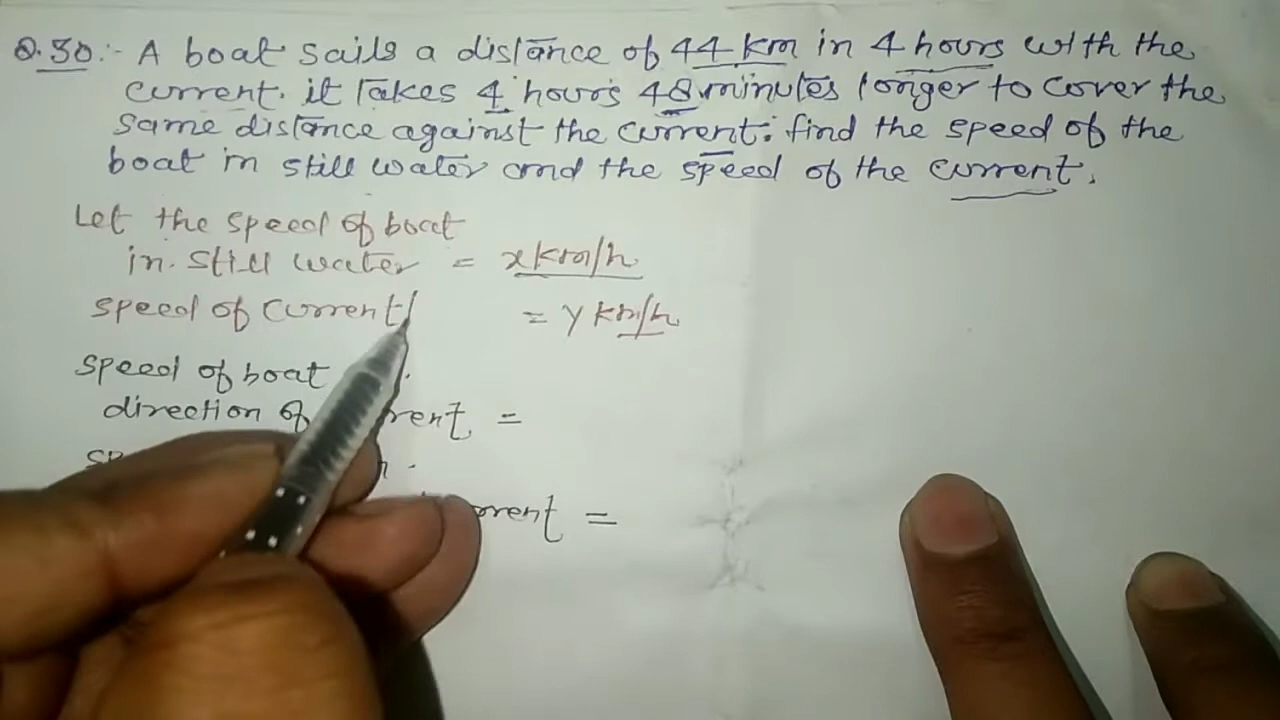 Q.30:- A boat sails a distance of 44 km in 4 hours with the
current. it takes 4 hours 48 minutes longer to cover the
same distance against the current. find the speed of the
boat in still water and the speed of the current.
Let the speed of boat
in still water = x km/h
speed of current = y km/h
speed of boat
direction of rrent =
rrent =